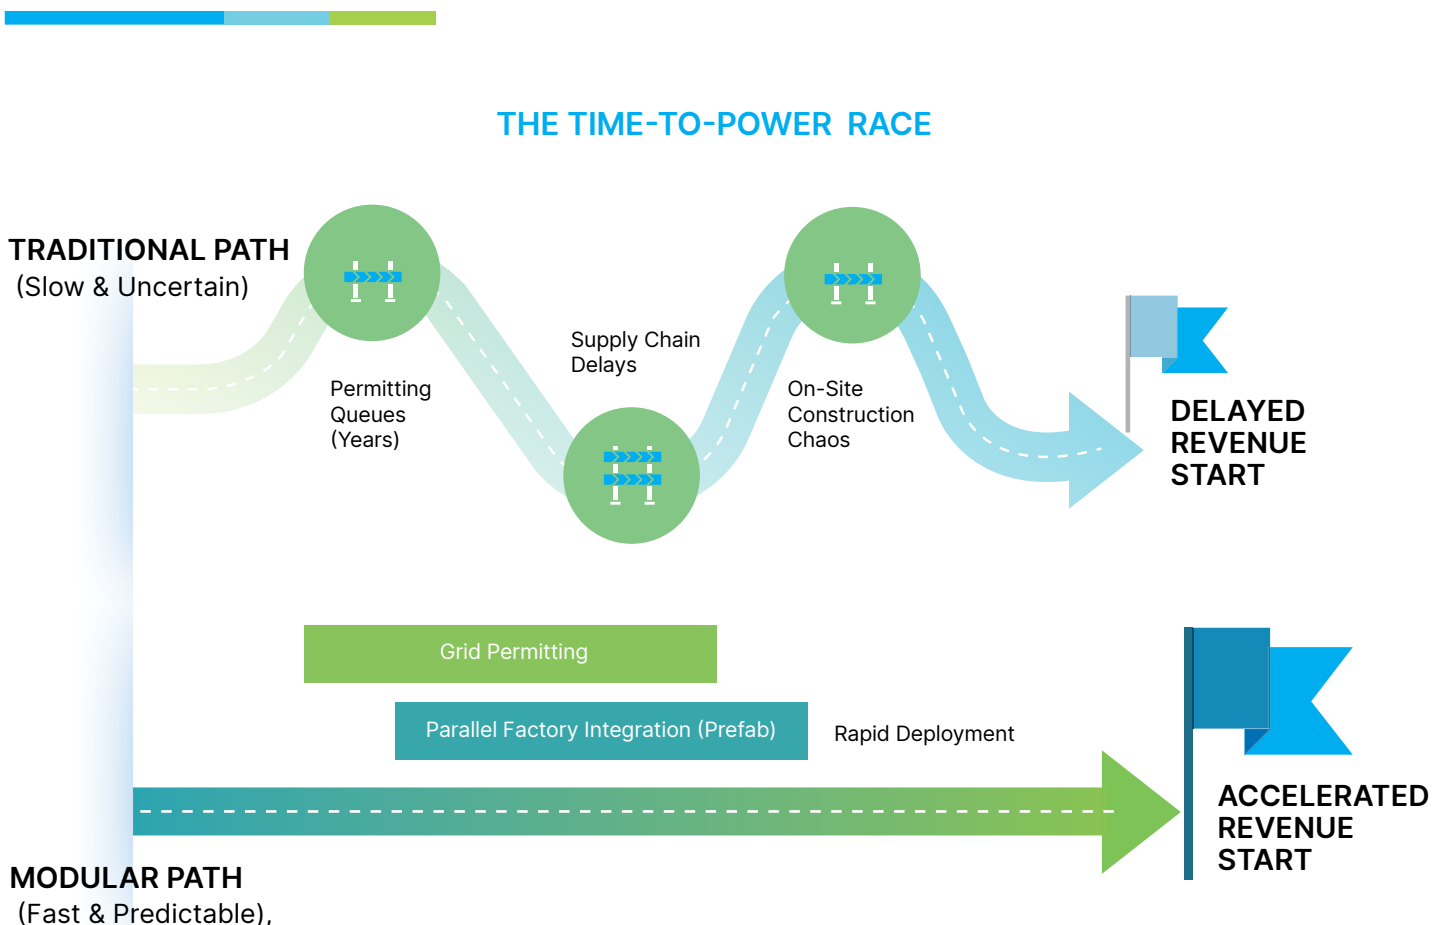 THE TIME-TO-POWER RACE
TRADITIONAL PATH
(Slow & Uncertain)
Permitting
Queues
(Years)
Supply Chain
Delays
On-Site
Construction
Chaos
DELAYED
REVENUE
START
Grid Permitting
Parallel Factory Integration (Prefab)
Rapid Deployment
ACCELERATED
REVENUE
START
MODULAR PATH
(Fast & Predictable),